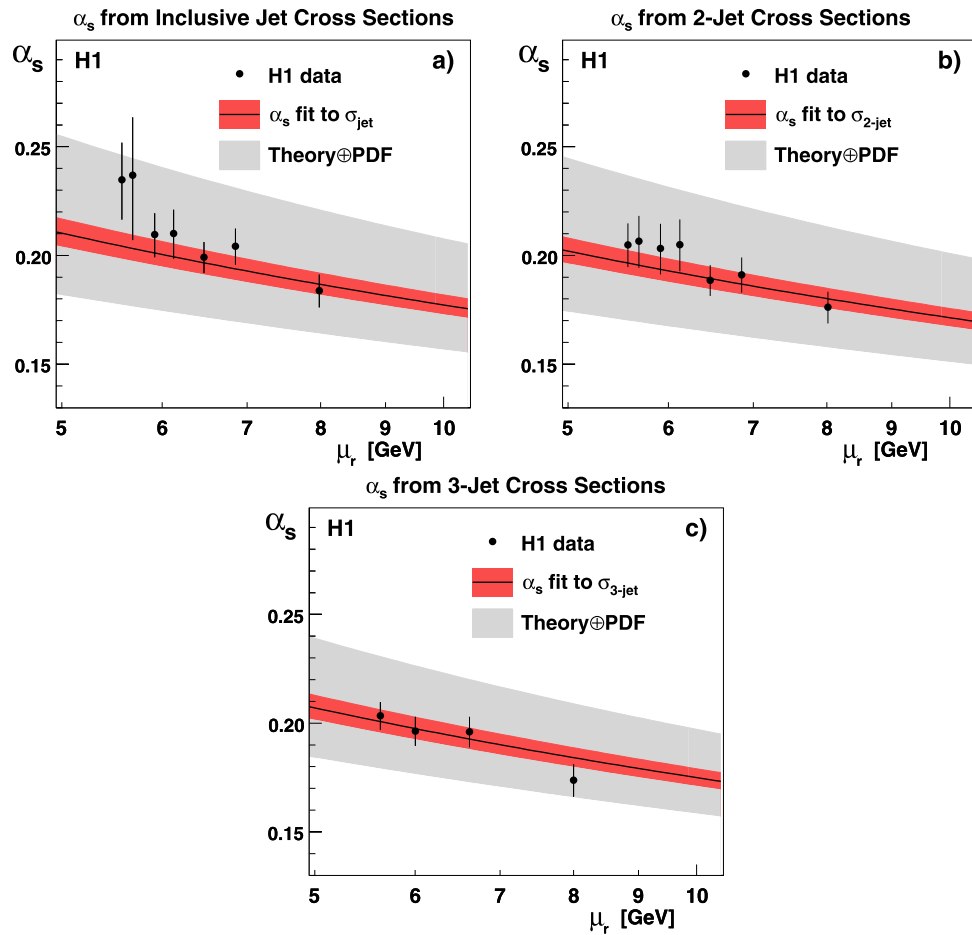 αs from Inclusive Jet Cross Sections
αs
H1
a)
H1 data
αs fit to σjet
Theory⊕PDF
0.25
0.20
0.15
5 6 7 8 9 10
μr [GeV]
αs from 2-Jet Cross Sections
αs
H1
b)
H1 data
αs fit to σ2-jet
Theory⊕PDF
0.25
0.20
0.15
5 6 7 8 9 10
μr [GeV]
αs from 3-Jet Cross Sections
αs
H1
c)
H1 data
αs fit to σ3-jet
Theory⊕PDF
0.25
0.20
0.15
5 6 7 8 9 10
μr [GeV]